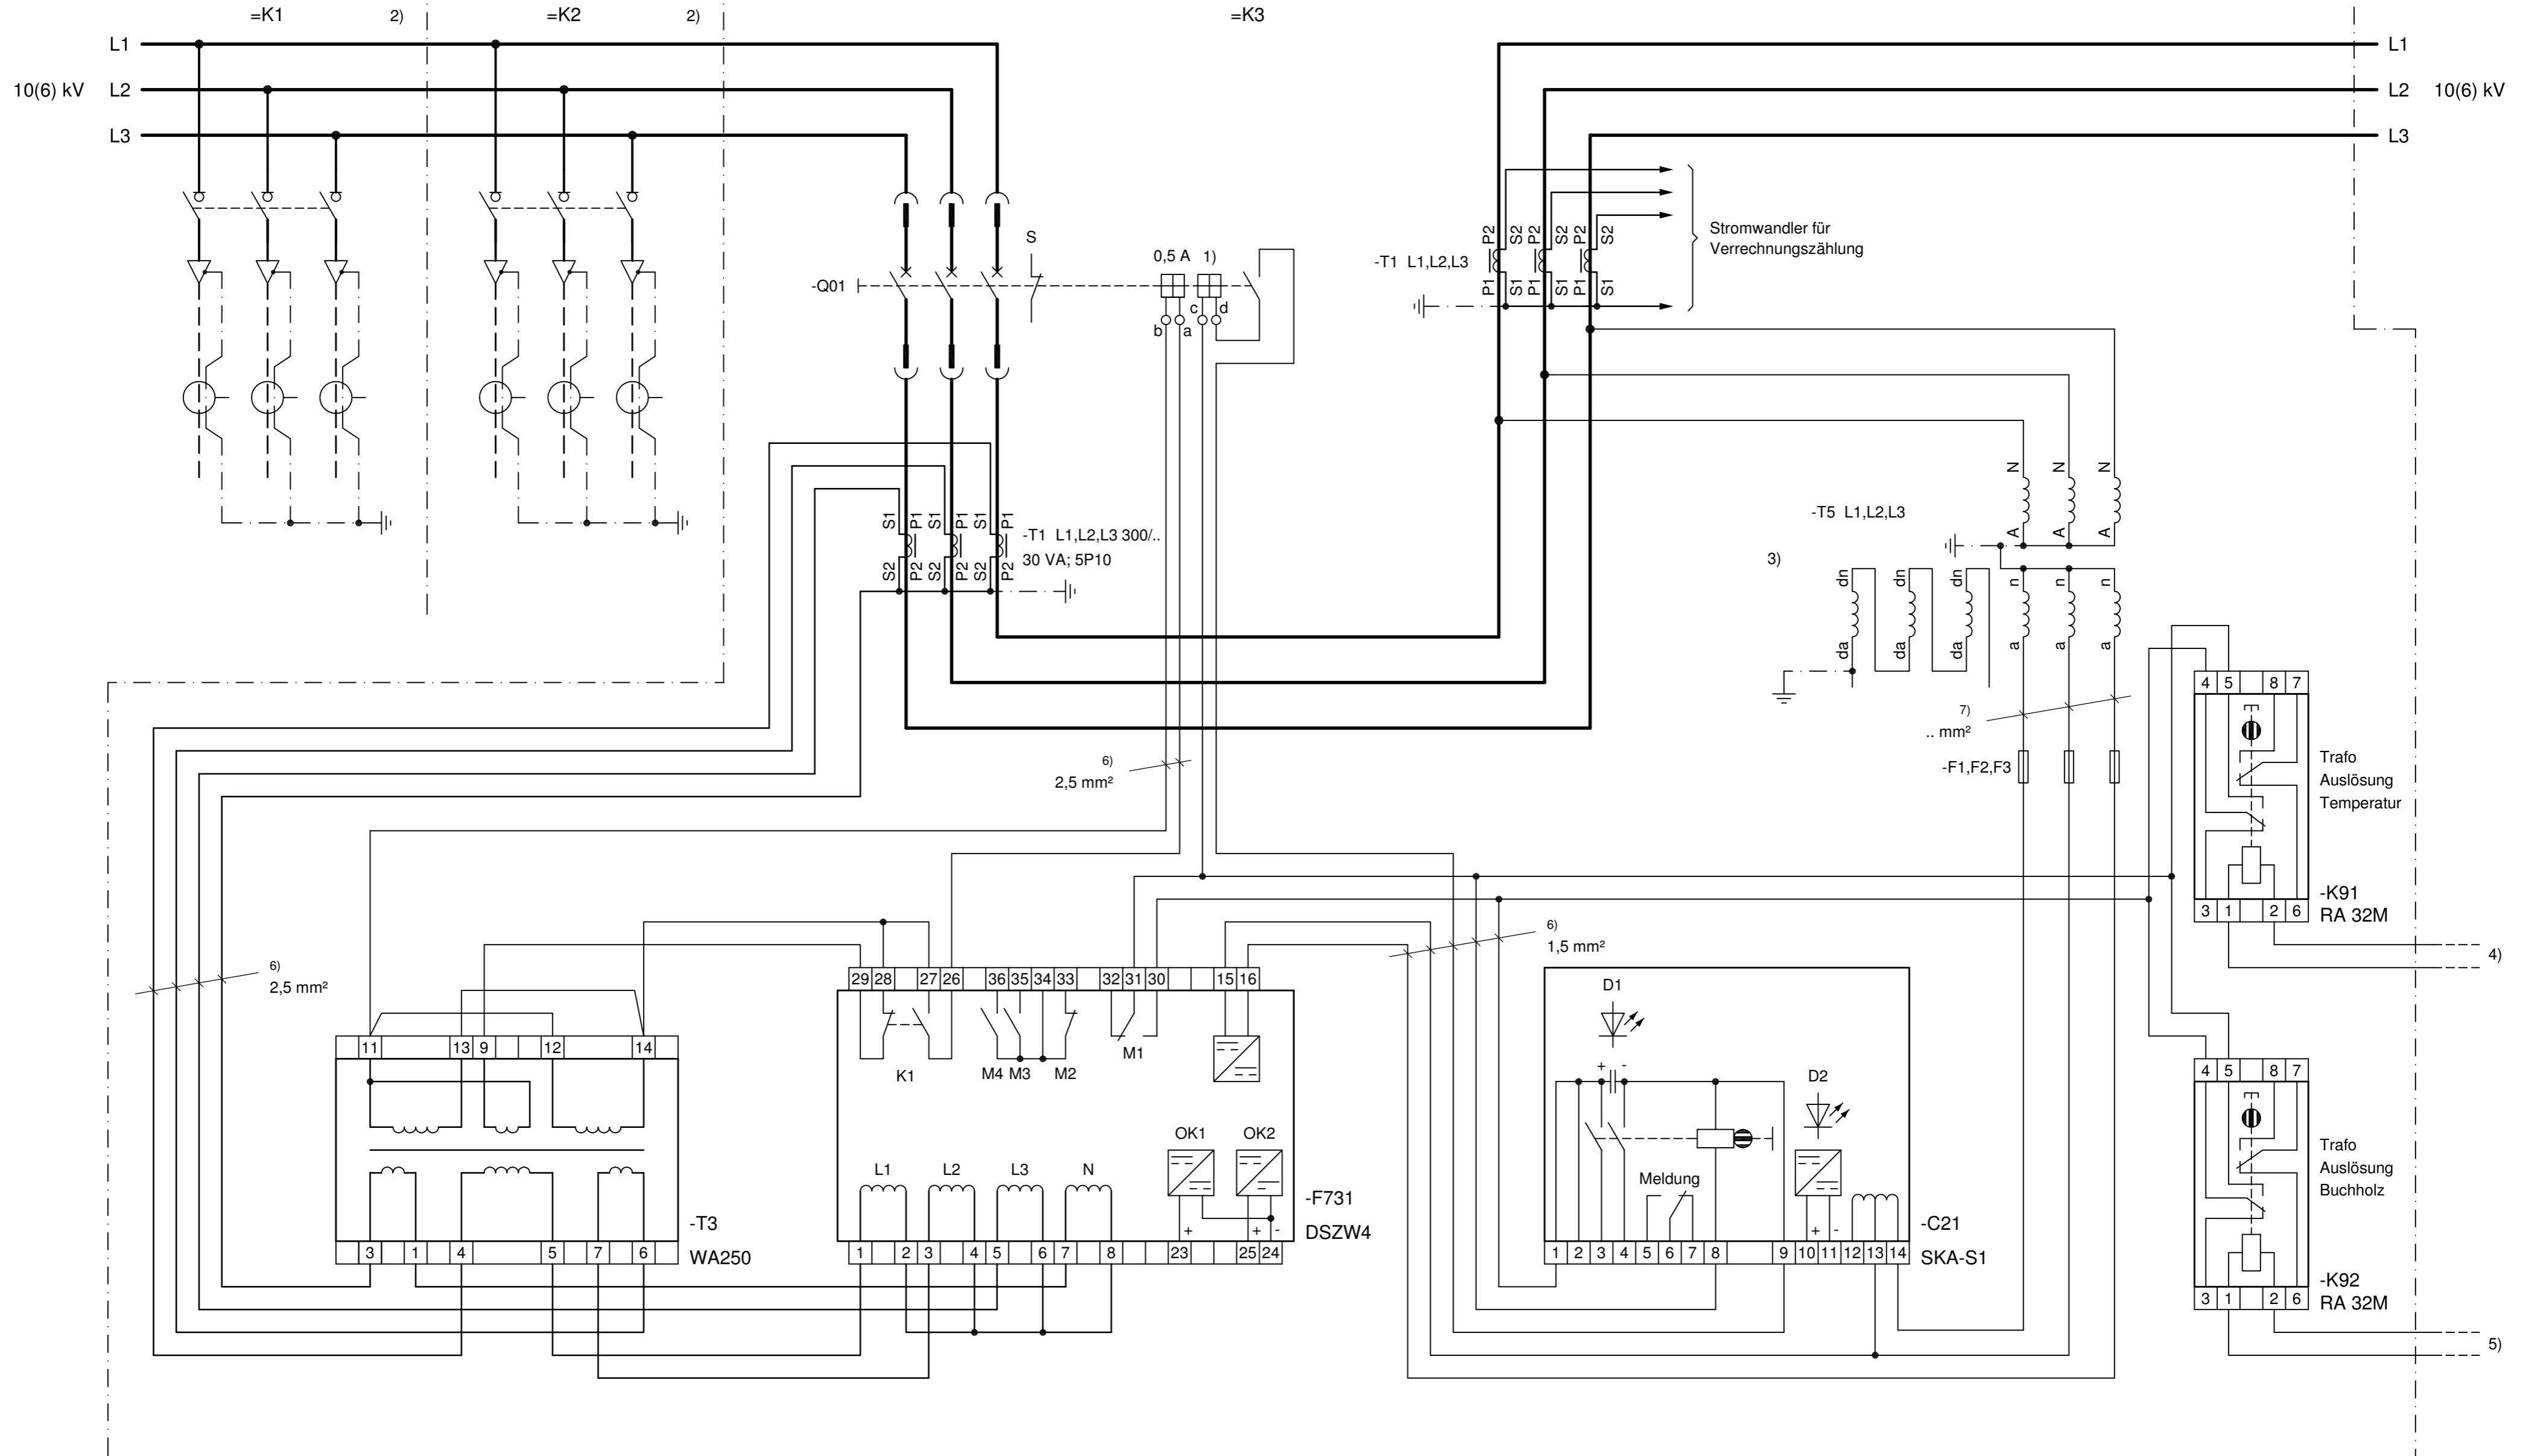 =K1 2) =K2 2) =K3
L1 L1
10(6) kV L2 L2 10(6) kV
L3 L3
S
-Q01
0,5 A 1)
c d
b a
-T1 L1,L2,L3
P2 S2 P2 S2 P2 S2
P1 S1 P1 S1 P1 S1
Stromwandler für
Verrechnungszählung
S1 P1 S1 P1 S1 P1
S2 P2 S2 P2 S2 P2
-T1 L1,L2,L3 300/..
30 VA; 5P10
N N N
-T5 L1,L2,L3
A A A
3)
dn dn dn n n n
da da da a a a
7)
.. mm²
-F1,F2,F3
6)
2,5 mm²
4 5 8 7
Trafo
Auslösung
Temperatur
-K91
RA 32M
3 1 2 6
4)
6)
1,5 mm²
6)
2,5 mm²
11 13 9 12 14
3 1 4 5 7 6
-T3
WA250
29 28 27 26 36 35 34 33 32 31 30 15 16
K1 M4 M3 M2 M1
OK1 OK2
L1 L2 L3 N
+ + -
1 2 3 4 5 6 7 8 23 25 24
-F731
DSZW4
D1
+ -
D2
Meldung
+ -
1 2 3 4 5 6 7 8 9 10 11 12 13 14
-C21
SKA-S1
4 5 8 7
Trafo
Auslösung
Buchholz
-K92
RA 32M
3 1 2 6
5)